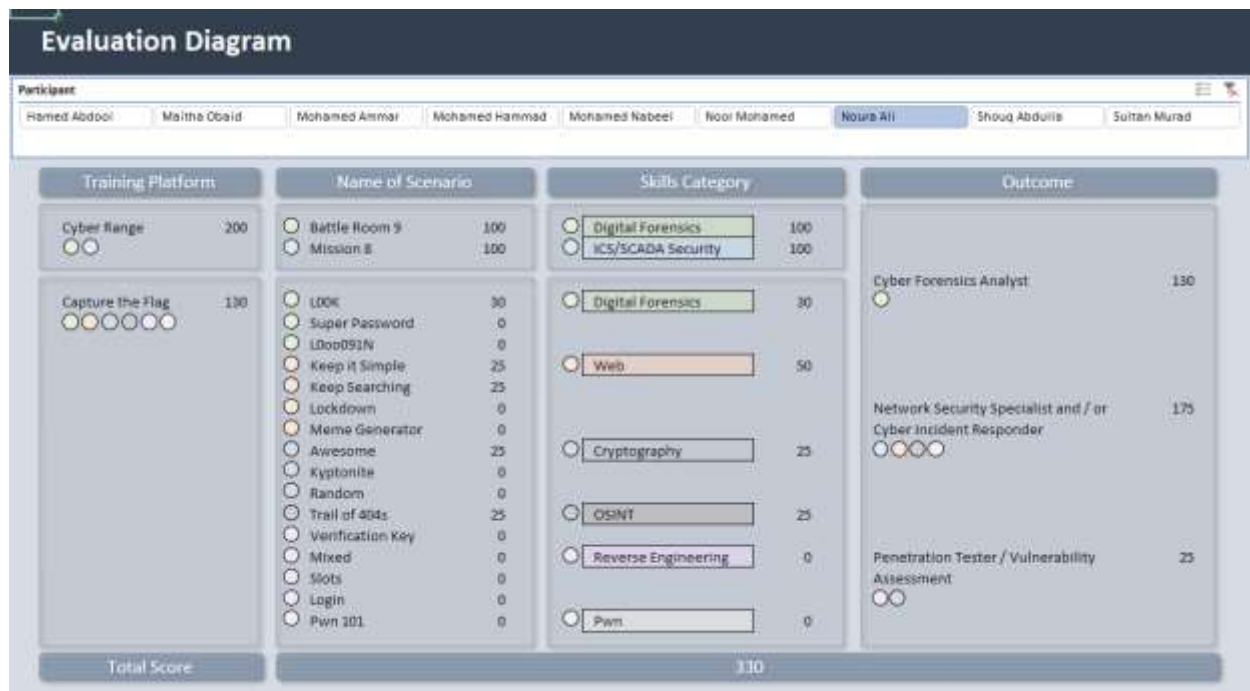 Evaluation Diagram
Participant
Hamed Abdool Maitha Obaid Mohamed Ammar Mohamed Hammad Mohamed Nabeel Noor Mohamed Noura Ali Shouq Abdulla Sultan Murad
Training Platform Name of Scenario Skills Category Outcome
Cyber Range 200
Battle Room 9 100
Mission 8 100
Digital Forensics 100
ICS/SCADA Security 100
Capture the Flag 130
L00K 30
Super Password 0
L0oo091N 0
Keep it Simple 25
Keep Searching 25
Lockdown 0
Meme Generator 0
Awesome 25
Kyptonite 0
Random 0
Trail of 404s 25
Verification Key 0
Mixed 0
Slots 0
Login 0
Pwn 101 0
Digital Forensics 30
Web 50
Cryptography 25
OSINT 25
Reverse Engineering 0
Pwn 0
Cyber Forensics Analyst 130
Network Security Specialist and / or 175
Cyber Incident Responder
Penetration Tester / Vulnerability 25
Assessment
Total Score 330